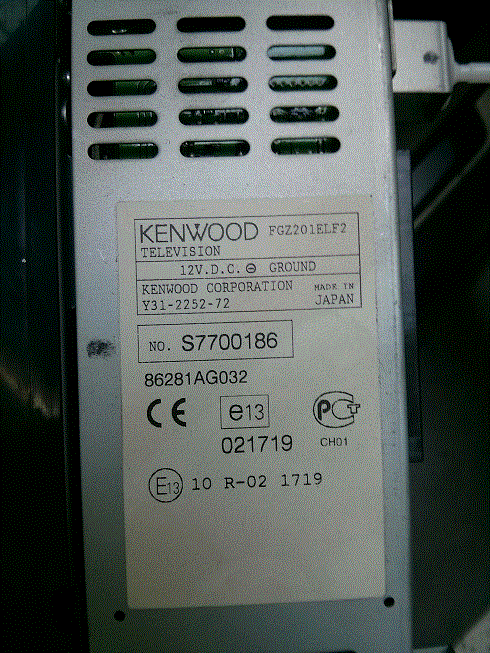 KENWOOD FGZ201ELF2
TELEVISION
12V.D.C. ⊖ GROUND
KENWOOD CORPORATION MADE IN
Y31-2252-72 JAPAN
NO. S7700186
86281AG032
CE e13 PCT
021719 CH01
E13 10 R-02 1719